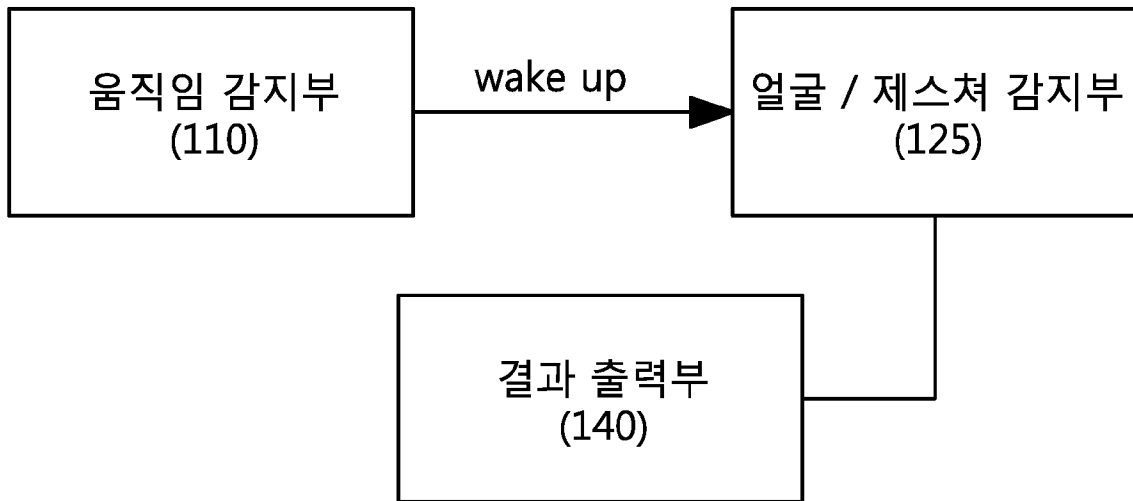 움직임 감지부
(110)
wake up
얼굴 / 제스쳐 감지부
(125)
결과 출력부
(140)